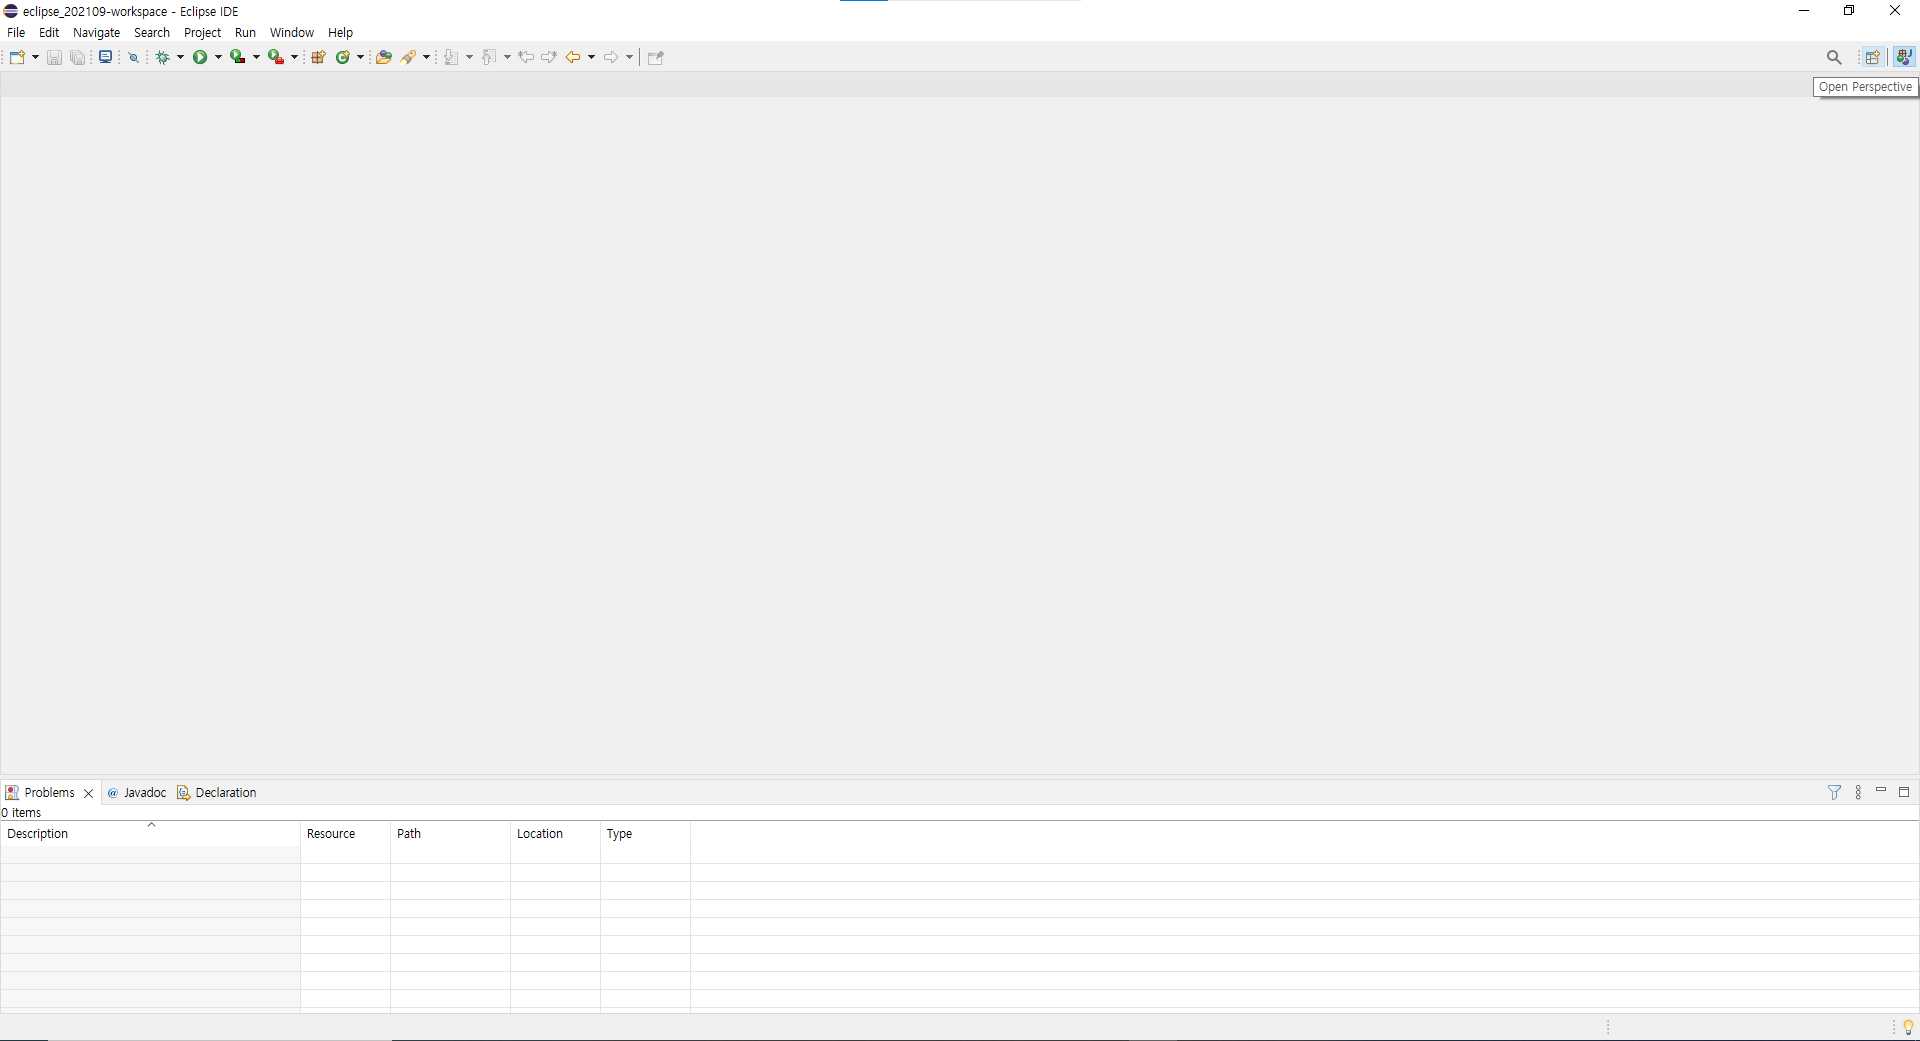 eclipse_202109-workspace - Eclipse IDE
File Edit Navigate Search Project Run Window Help
Open Perspective
Problems @ Javadoc Declaration
0 items
Description Resource Path Location Type